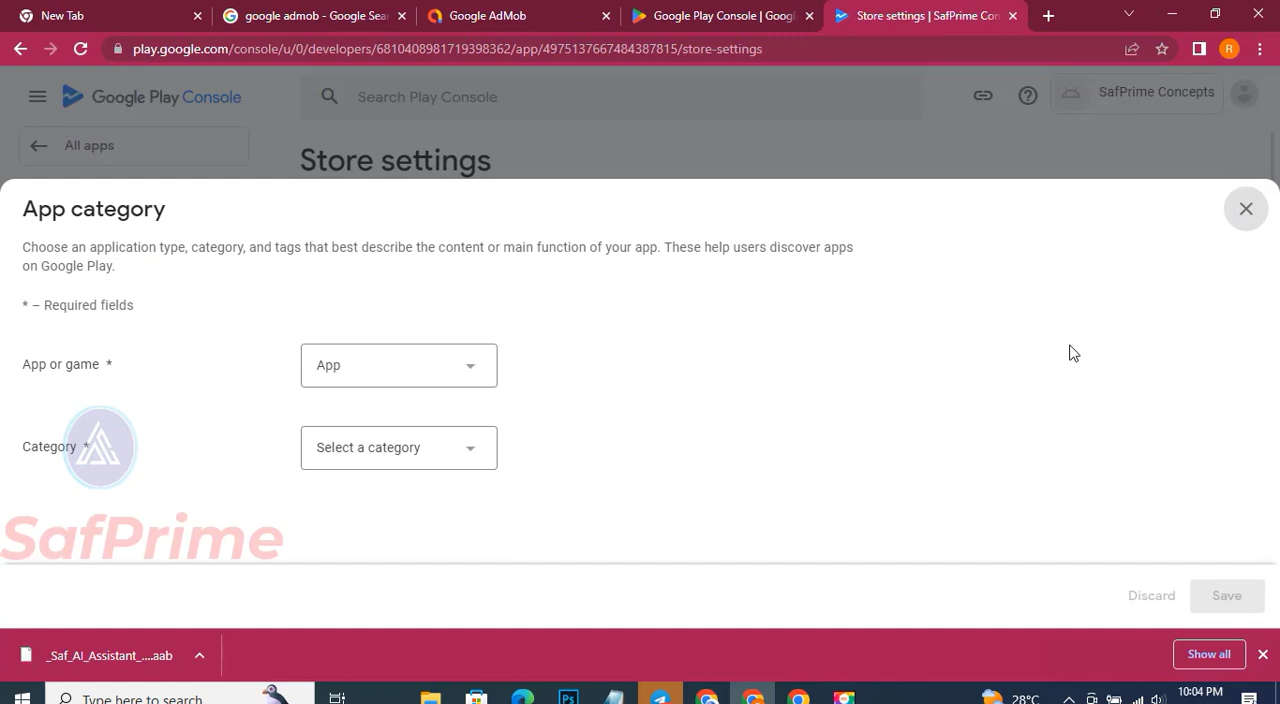 New Tab
google admob - Google Sea
Google AdMob
Google Play Console | Googl
Store settings | SafPrime Con
play.google.com/console/u/0/developers/6810408981719398362/app/4975137667484387815/store-settings
R
Google Play Console
Search Play Console
SafPrime Concepts
All apps
Store settings
App category
Choose an application type, category, and tags that best describe the content or main function of your app. These help users discover apps
on Google Play.
* – Required fields
App or game *
App
Category *
Select a category
SafPrime
Discard
Save
_Saf_AI_Assistant_....aab
Show all
Type here to search
Ps
28°C
10:04 PM